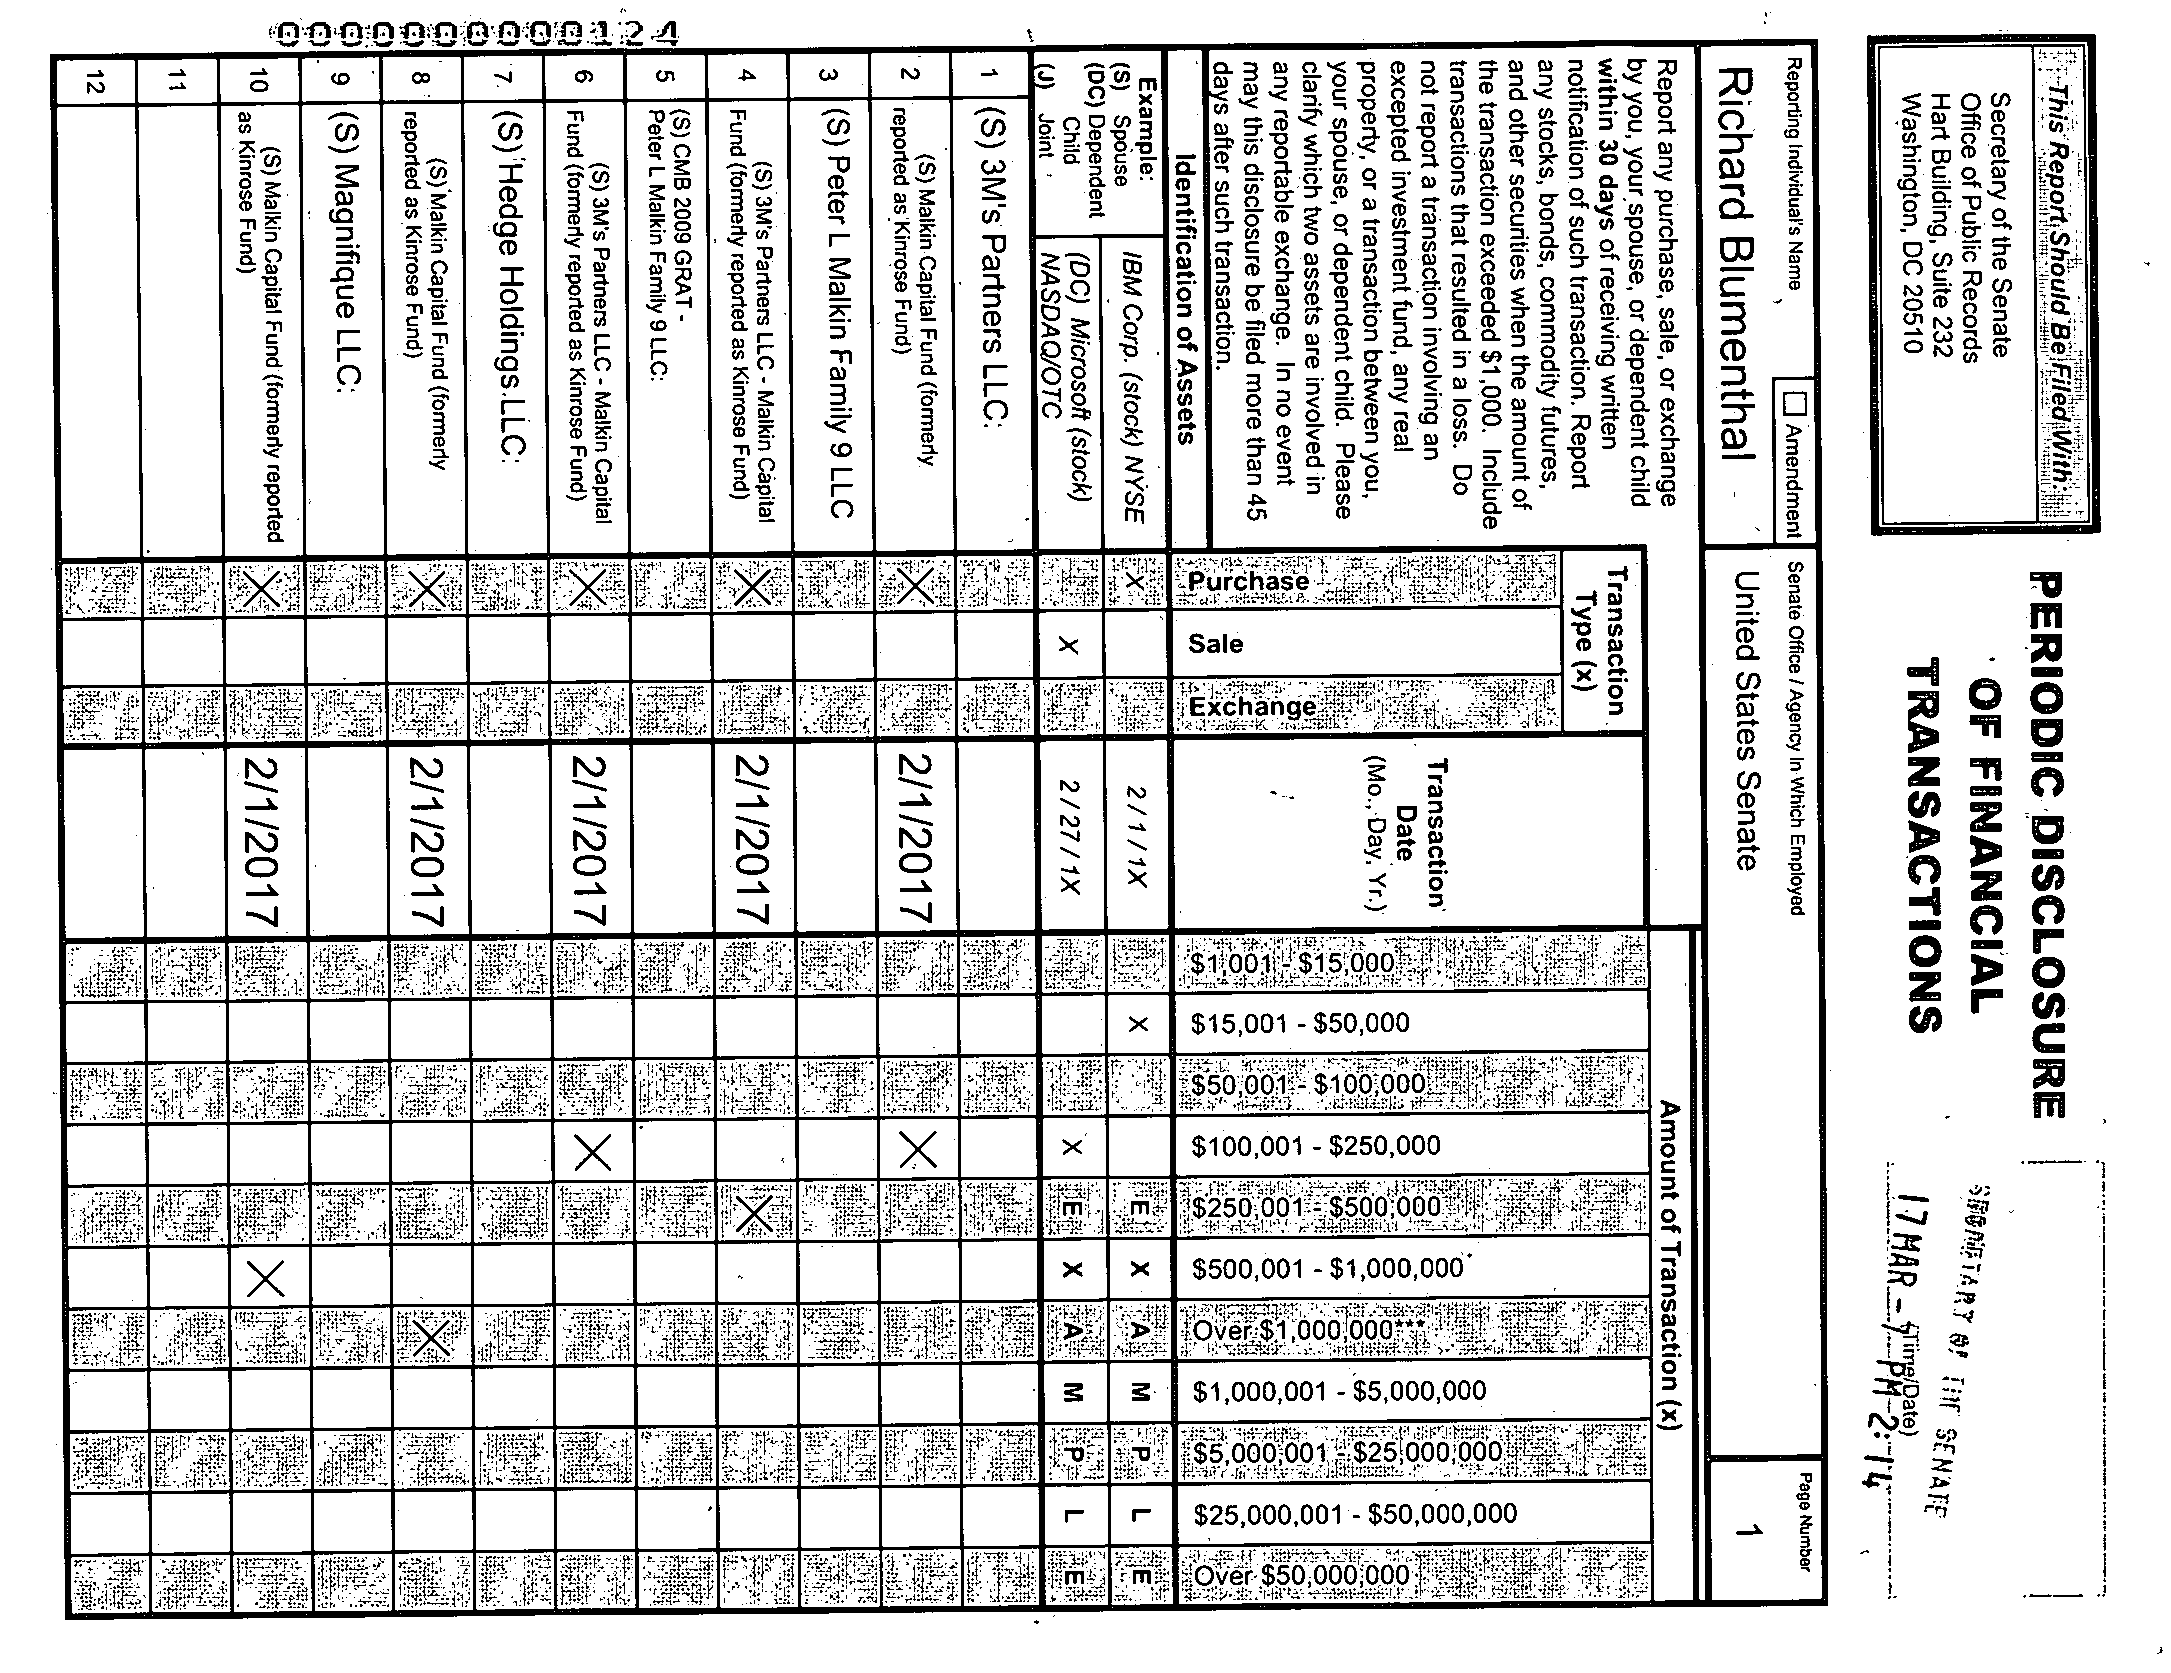 This Report Should Be Filed With:
Secretary of the Senate
Office of Public Records
Hart Building, Suite 232
Washington, DC 20510
PERIODIC DISCLOSURE
OF FINANCIAL
TRANSACTIONS
SECRETARY OF THE SENATE
(Time/Date)
17 MAR - PM 2:14
Reporting Individual's Name
Amendment
Richard Blumenthal
Senate Office / Agency In Which Employed
United States Senate
Page Number
1
Report any purchase, sale, or exchange
by you, your spouse, or dependent child
within 30 days of receiving written
notification of such transaction. Report
any stocks, bonds, commodity futures,
and other securities when the amount of
the transaction exceeded $1,000. Include
transactions that resulted in a loss. Do
not report a transaction involving an
excepted investment fund, any real
property, or a transaction between you,
your spouse, or dependent child. Please
clarify which two assets are involved in
any reportable exchange. In no event
may this disclosure be filed more than 45
days after such transaction.
Transaction
Type (x)
Purchase
Sale
Exchange
Transaction
Date
(Mo., Day, Yr.)
Amount of Transaction (x)
$1,001 - $15,000
$15,001 - $50,000
$50,001 - $100,000
$100,001 - $250,000
$250,001 - $500,000
$500,001 - $1,000,000
Over $1,000,000***
$1,000,001 - $5,000,000
$5,000,001 - $25,000,000
$25,000,001 - $50,000,000
Over $50,000,000
Identification of Assets
Example:
(S) Spouse
(DC) Dependent
Child
(J) Joint
IBM Corp. (stock) NYSE X 2/1/1X X E X A M P L E
(DC) Microsoft (stock)
NASDAQ/OTC X 2/27/1X X E X A M P L E
1 (S) 3M's Partners LLC:
2 (S) Malkin Capital Fund (formerly
reported as Kinrose Fund) X 2/1/2017 X
3 (S) Peter L Malkin Family 9 LLC
4 (S) 3M's Partners LLC - Malkin Capital
Fund (formerly reported as Kinrose Fund) X 2/1/2017 X
5 (S) CMB 2009 GRAT -
Peter L Malkin Family 9 LLC:
6 (S) 3M's Partners LLC - Malkin Capital
Fund (formerly reported as Kinrose Fund) X 2/1/2017 X
7 (S) Hedge Holdings LLC:
8 (S) Malkin Capital Fund (formerly
reported as Kinrose Fund) X 2/1/2017 X
9 (S) Magnifique LLC:
10 (S) Malkin Capital Fund (formerly reported
as Kinrose Fund) X 2/1/2017 X
11
12
000000000124